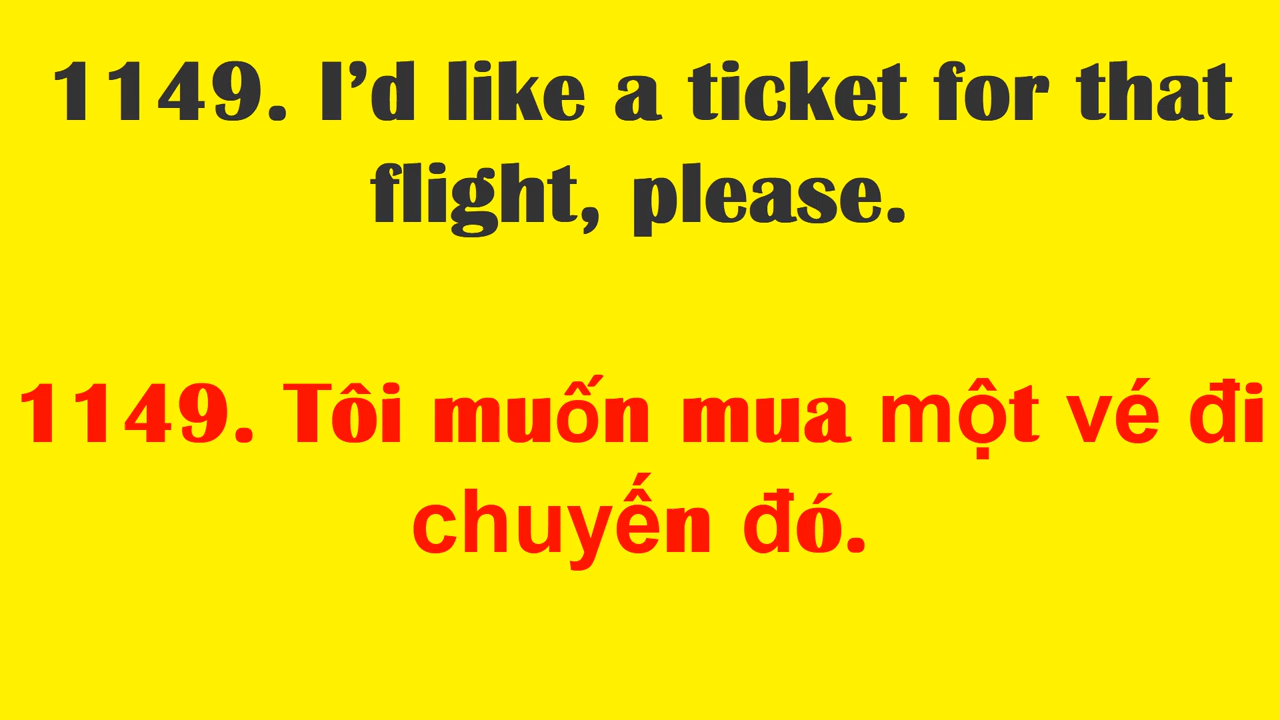 1149. I’d like a ticket for that
flight, please.
1149. Tôi muốn mua một vé đi
chuyến đó.